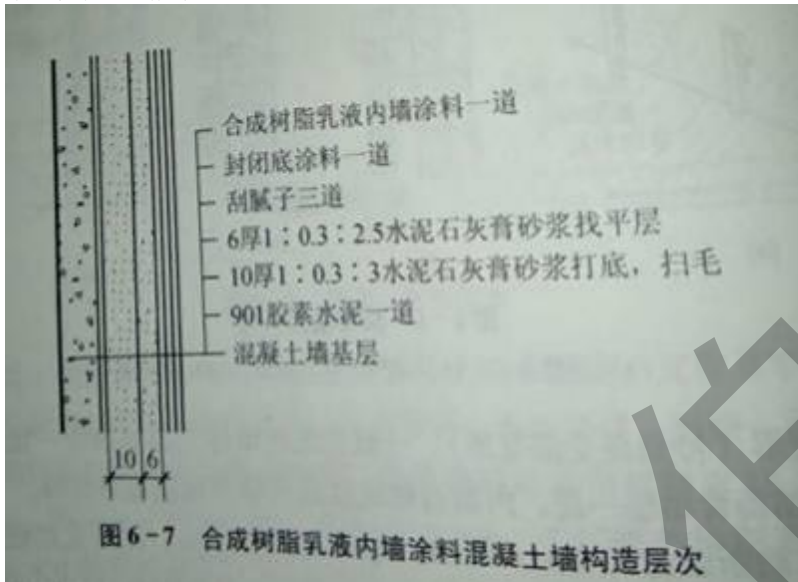 合成树脂乳液内墙涂料一道
封闭底涂料一道
刮腻子三道
6厚1：0.3：2.5水泥石灰膏砂浆找平层
10厚1：0.3：3水泥石灰膏砂浆打底，扫毛
901胶素水泥一道
混凝土墙基层
10 6
图6-7 合成树脂乳液内墙涂料混凝土墙构造层次